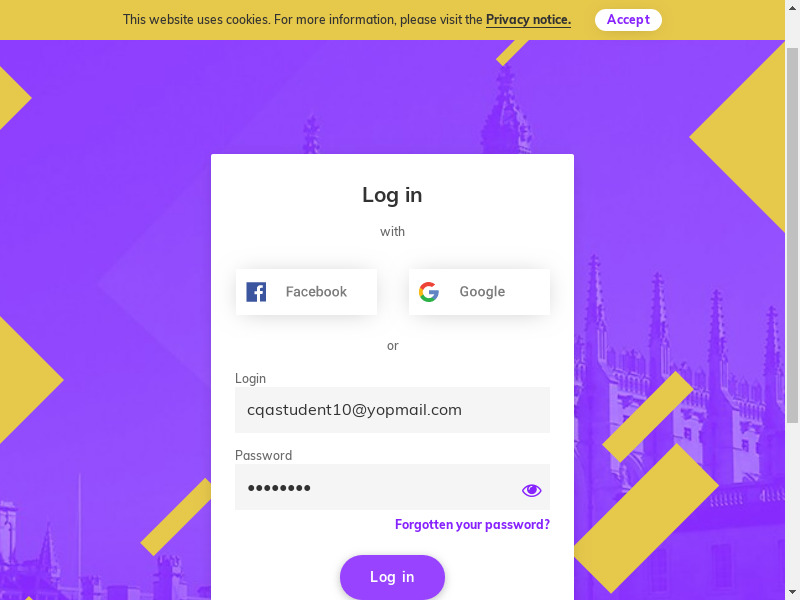 This website uses cookies. For more information, please visit the Privacy notice. Accept
Log in
with
Facebook Google
or
Login
cqastudent10@yopmail.com
Password
••••••••
Forgotten your password?
Log in